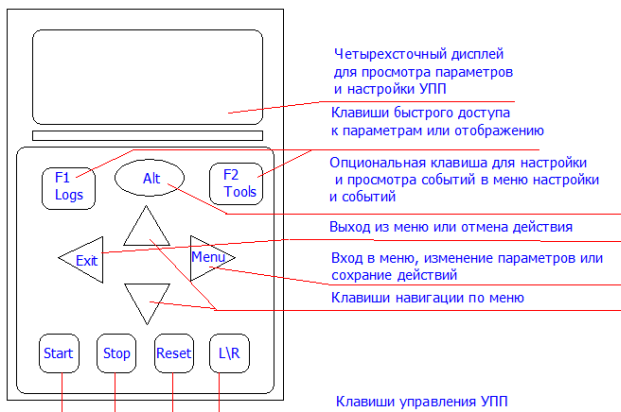 Четырехсточный дисплей
для просмотра параметров
и настройки УПП
Клавиши быстрого доступа
к параметрам или отображению
F1
Logs
Alt
F2
Tools
Опциональная клавиша для настройки
и просмотра событий в меню настройки
и событий
Выход из меню или отмена действия
Exit
Menu
Вход в меню, изменение параметров или
сохрание действий
Клавиши навигации по меню
Start
Stop
Reset
L\R
Клавиши управления УПП